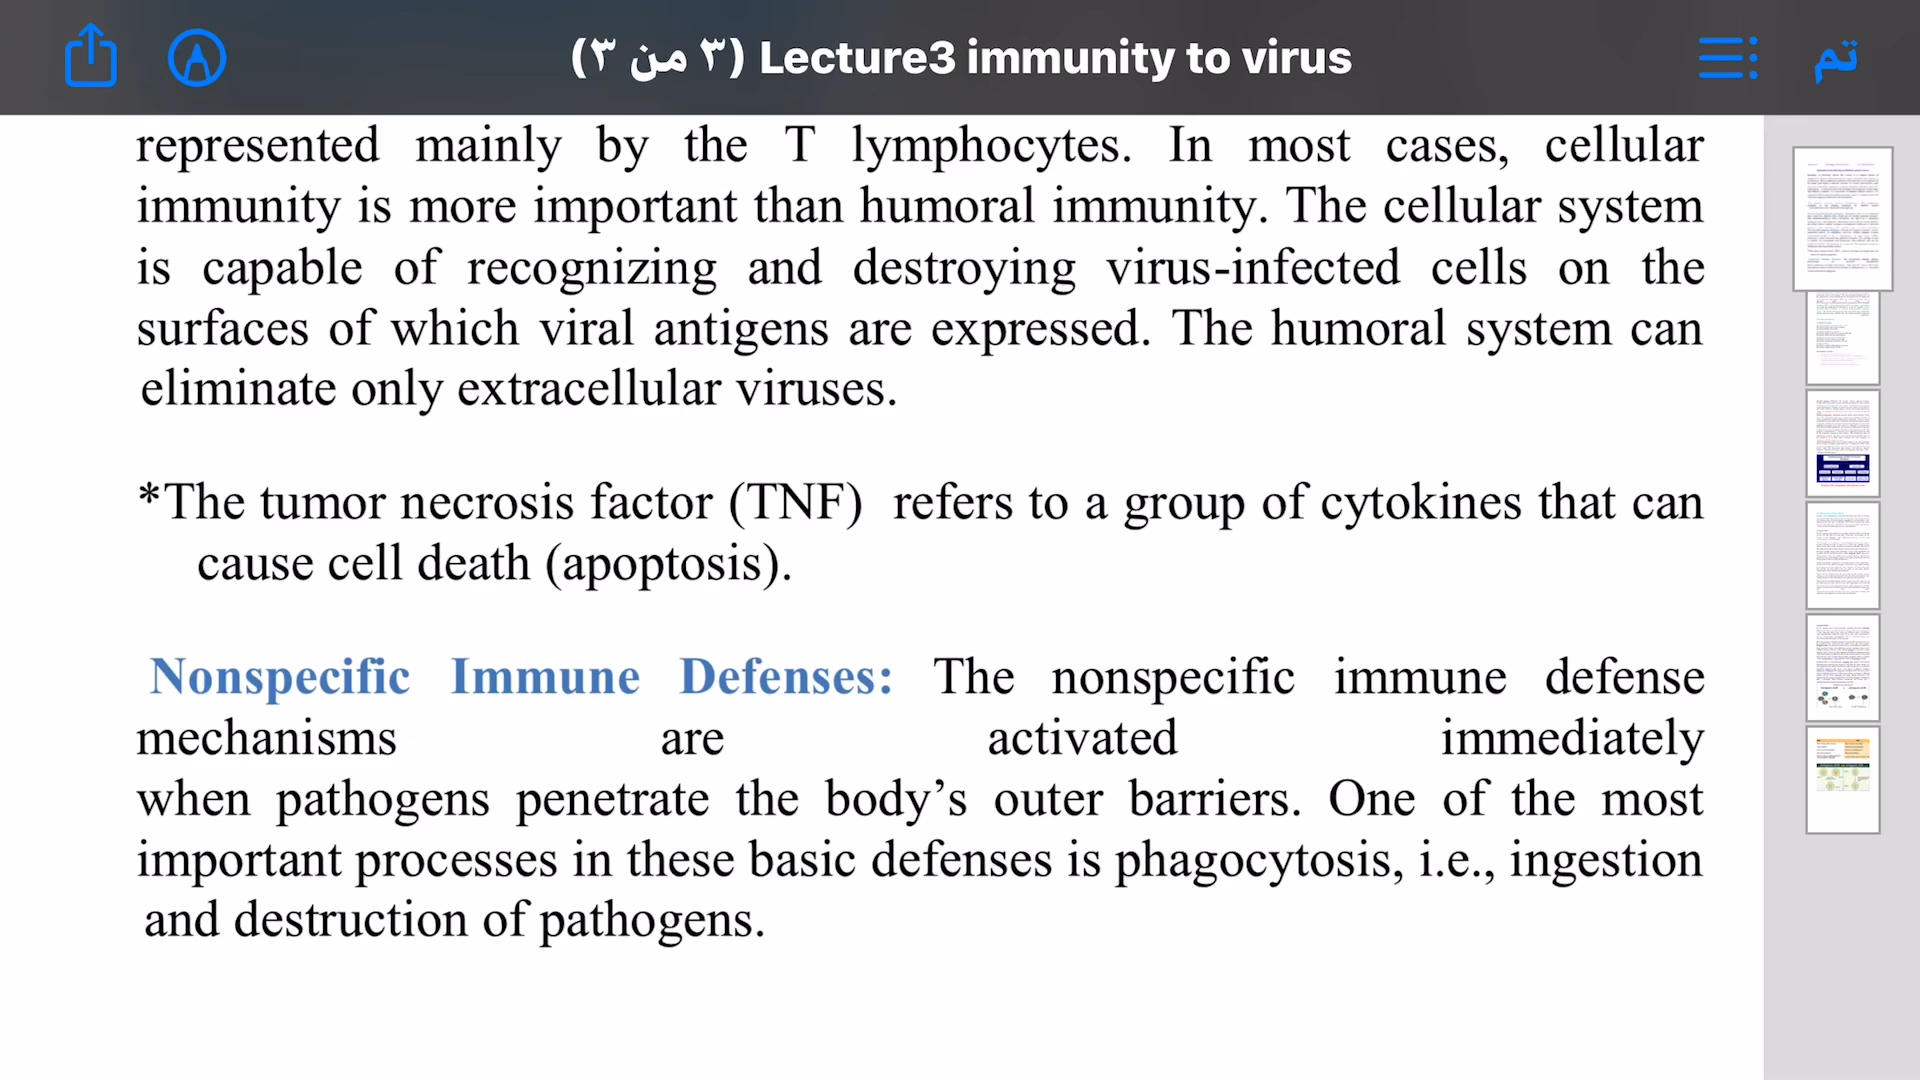 Lecture3 immunity to virus (٣ من ٣)
تم
represented mainly by the T lymphocytes. In most cases, cellular
immunity is more important than humoral immunity. The cellular system
is capable of recognizing and destroying virus-infected cells on the
surfaces of which viral antigens are expressed. The humoral system can
eliminate only extracellular viruses.
*The tumor necrosis factor (TNF) refers to a group of cytokines that can
cause cell death (apoptosis).
Nonspecific Immune Defenses: The nonspecific immune defense
mechanisms are activated immediately
when pathogens penetrate the body’s outer barriers. One of the most
important processes in these basic defenses is phagocytosis, i.e., ingestion
and destruction of pathogens.